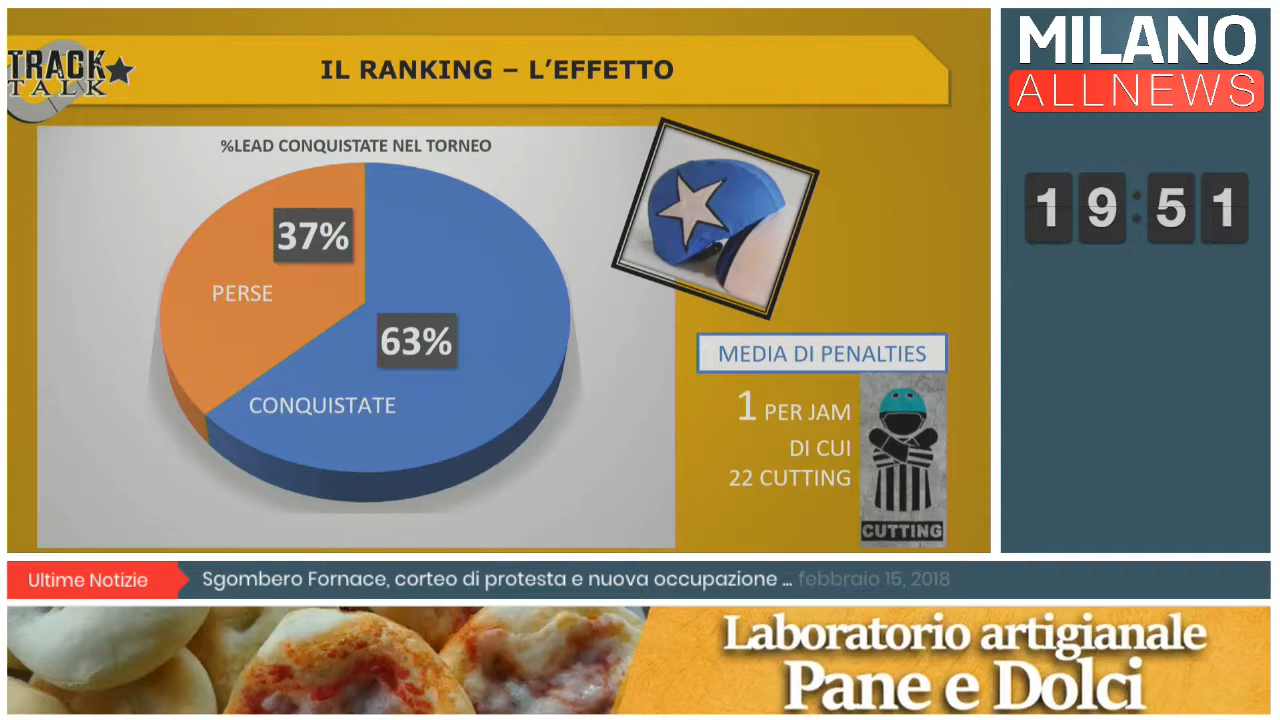 TRACK
TALK
IL RANKING – L'EFFETTO
%LEAD CONQUISTATE NEL TORNEO
37%
PERSE
63%
CONQUISTATE
MEDIA DI PENALTIES
1 PER JAM
DI CUI
22 CUTTING
CUTTING
MILANO
ALLNEWS
19:51
Ultime Notizie
Sgombero Fornace, corteo di protesta e nuova occupazione ... febbraio 15, 2018
Laboratorio artigianale
Pane e Dolci